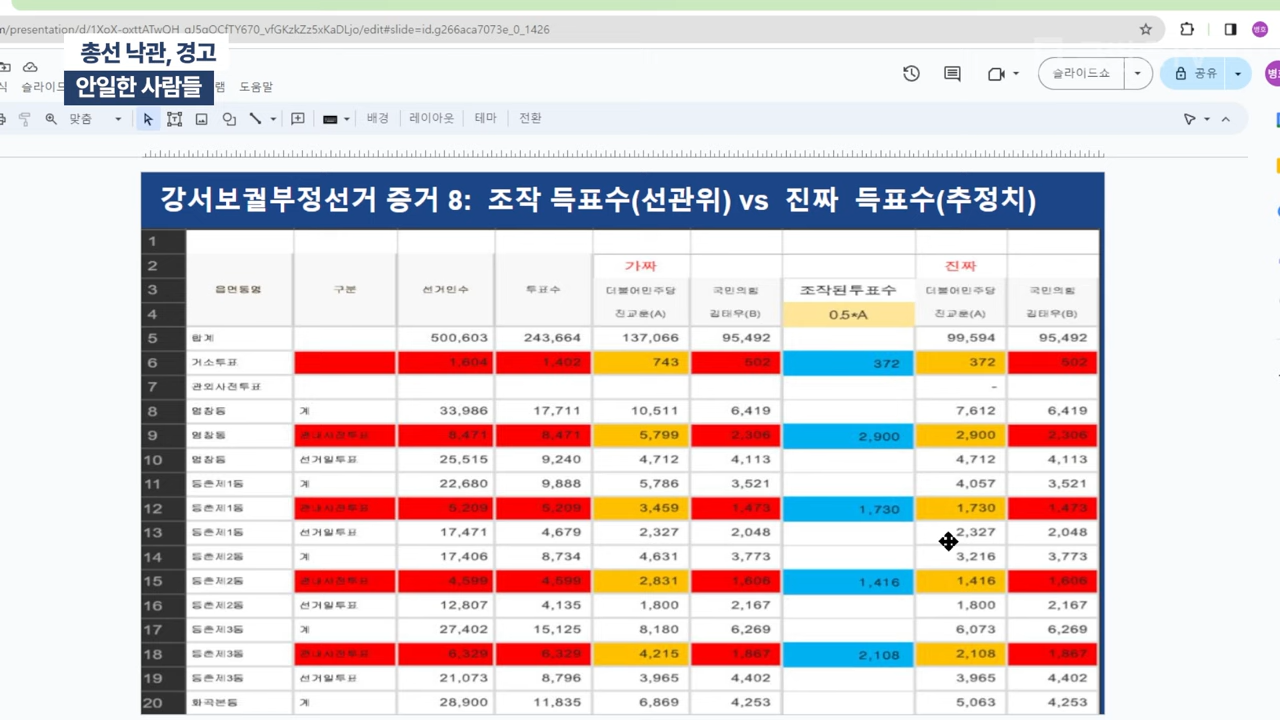 m/presentation/d/1XoX-oxttATwOH_gJ5qOCfTY670_vfGKzkZz5xKaDLjo/edit#slide=id.g266aca7073e_0_1426
총선 낙관, 경고
안일한 사람들
슬라이드 도움말
슬라이드쇼 공유
맞춤 배경 레이아웃 테마 전환
강서보궐부정선거 증거 8: 조작 득표수(선관위) vs 진짜 득표수(추정치)
1
2 가짜 진짜
3 읍면동명 구분 선거인수 투표수 더불어민주당 국민의힘 조작된투표수 더불어민주당 국민의힘
4 진교훈(A) 김태우(B) 0.5*A 진교훈(A) 김태우(B)
5 합계 500,603 243,664 137,066 95,492 99,594 95,492
6 거소투표 1,604 1,402 743 502 372 372 502
7 관외사전투표 -
8 염창동 계 33,986 17,711 10,511 6,419 7,612 6,419
9 염창동 관내사전투표 8,471 8,471 5,799 2,306 2,900 2,900 2,306
10 염창동 선거일투표 25,515 9,240 4,712 4,113 4,712 4,113
11 등촌제1동 계 22,680 9,888 5,786 3,521 4,057 3,521
12 등촌제1동 관내사전투표 5,209 5,209 3,459 1,473 1,730 1,730 1,473
13 등촌제1동 선거일투표 17,471 4,679 2,327 2,048 2,327 2,048
14 등촌제2동 계 17,406 8,734 4,631 3,773 3,216 3,773
15 등촌제2동 관내사전투표 4,599 4,599 2,831 1,606 1,416 1,416 1,606
16 등촌제2동 선거일투표 12,807 4,135 1,800 2,167 1,800 2,167
17 등촌제3동 계 27,402 15,125 8,180 6,269 6,073 6,269
18 등촌제3동 관내사전투표 6,329 6,329 4,215 1,867 2,108 2,108 1,867
19 등촌제3동 선거일투표 21,073 8,796 3,965 4,402 3,965 4,402
20 화곡본동 계 28,900 11,835 6,869 4,253 5,063 4,253